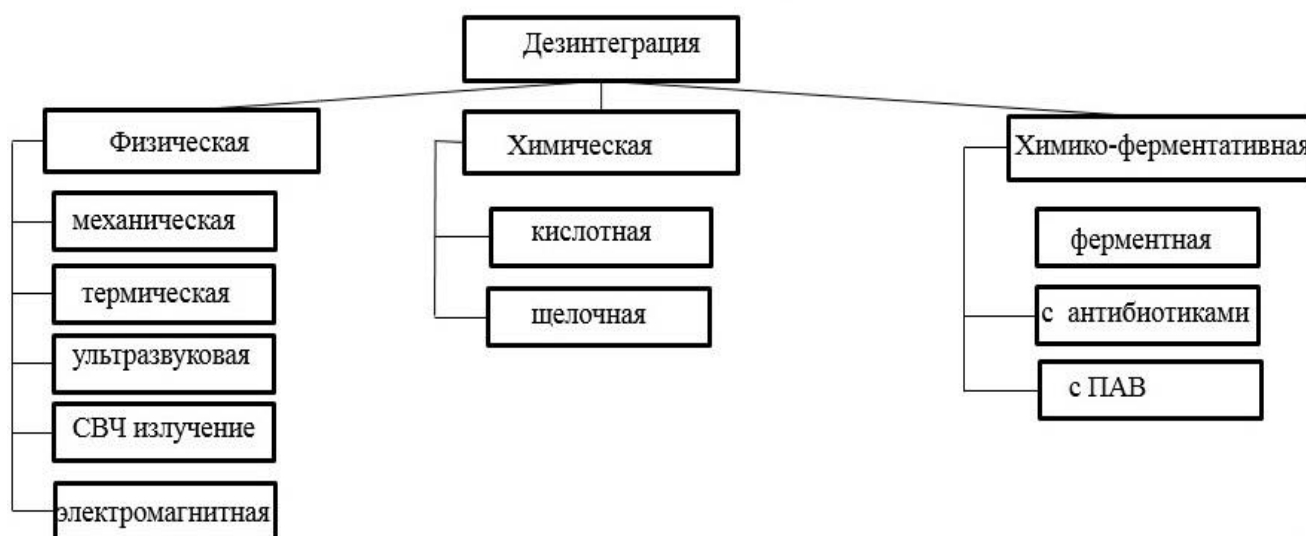 Дезинтеграция
Физическая
механическая
термическая
ультразвуковая
СВЧ излучение
электромагнитная
Химическая
кислотная
щелочная
Химико-ферментативная
ферментная
с антибиотиками
с ПАВ